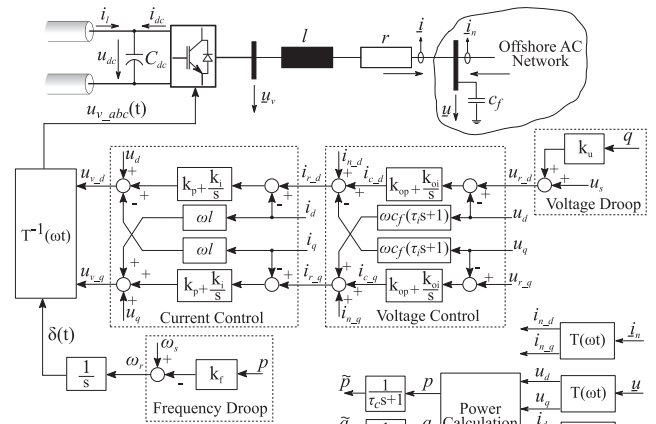 i_l
i_dc
u_dc
C_dc
l
r
i
i_n
Offshore AC
Network
u_v
u
c_f
u_v_abc(t)
u_d
i_n_d
k_u
q
u_v_d
+
-
+
k_p+ k_i/s
-
i_r_d
+
+
i_c_d
k_op+ k_oi/s
+
-
u_r_d
+
+
u_s
Voltage Droop
T⁻¹(ωt)
ωl
i_d
ωc_f(τ_i s+1)
u_d
ωl
i_q
ωc_f(τ_i s+1)
u_q
u_v_q
+
+
+
-
k_p+ k_i/s
-
+
i_r_q
+
+
+
i_c_q
k_op+ k_oi/s
-
+
u_r_q
u_q
i_n_q
Current Control
Voltage Control
δ(t)
1/s
ω_r
ω_s
+
-
k_f
p
Frequency Droop
i_n_d
i_n_q
T(ωt)
i_n
p̃
1/(τ_c s+1)
p
Power
Calculation
u_d
u_q
T(ωt)
u
i_d